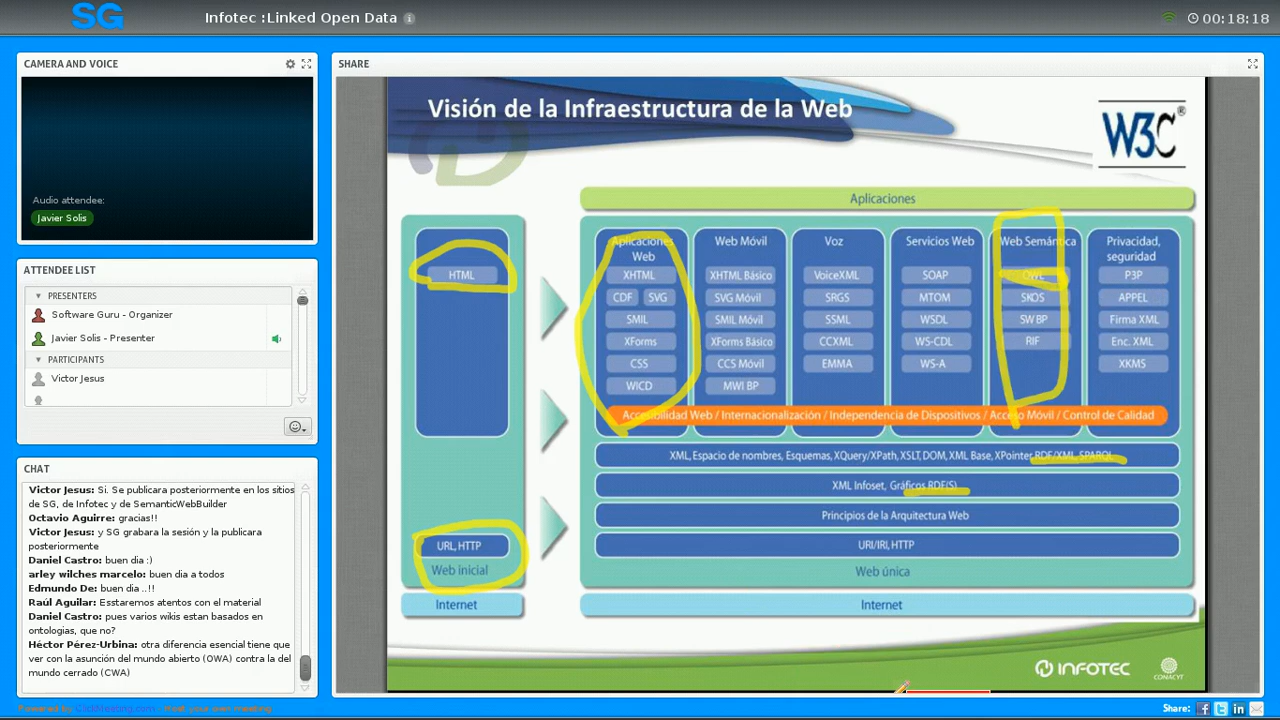 SG
Infotec :Linked Open Data
00:18:18
CAMERA AND VOICE
Audio attendee:
Javier Solis
ATTENDEE LIST
PRESENTERS
Software Guru - Organizer
Javier Solis - Presenter
PARTICIPANTS
Victor Jesus
CHAT
Victor Jesus: Si. Se publicara posteriormente en los sitios
de SG, de Infotec y de SemanticWebBuilder
Octavio Aguirre: gracias!!
Victor Jesus: y SG grabara la sesión y la publicara
posteriormente
Daniel Castro: buen dia :)
arley wilches marcelo: buen dia a todos
Edmundo De: buen dia ..!!
Raúl Aguilar: Esstaremos atentos con el material
Daniel Castro: pues varios wikis estan basados en
ontologias, que no?
Héctor Pérez-Urbina: otra diferencia esencial tiene que
ver con la asunción del mundo abierto (OWA) contra la del
mundo cerrado (CWA)
Powered by ClickMeeting.com - Host your own meeting
SHARE
Visión de la Infraestructura de la Web
W3C®
HTML
URL, HTTP
Web inicial
Internet
Aplicaciones
Aplicaciones
Web
XHTML
CDF SVG
SMIL
XForms
CSS
WICD
Web Móvil
XHTML Básico
SVG Móvil
SMIL Móvil
XForms Básico
CCS Móvil
MWI BP
Voz
VoiceXML
SRGS
SSML
CCXML
EMMA
Servicios Web
SOAP
MTOM
WSDL
WS-CDL
WS-A
Web Semántica
OWL
SKOS
SW BP
RIF
Privacidad,
seguridad
P3P
APPEL
Firma XML
Enc. XML
XKMS
Accesibilidad Web / Internacionalización / Independencia de Dispositivos / Acceso Móvil / Control de Calidad
XML, Espacio de nombres, Esquemas, XQuery/XPath, XSLT, DOM, XML Base, XPointer, RDF/XML, SPARQL
XML Infoset, Gráficos RDF(S)
Principios de la Arquitectura Web
URI/IRI, HTTP
Web única
Internet
INFOTEC
CONACYT
Share: